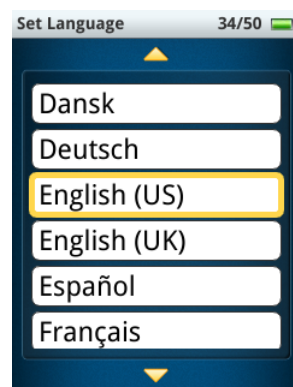 Set Language 34/50
Dansk
Deutsch
English (US)
English (UK)
Español
Français